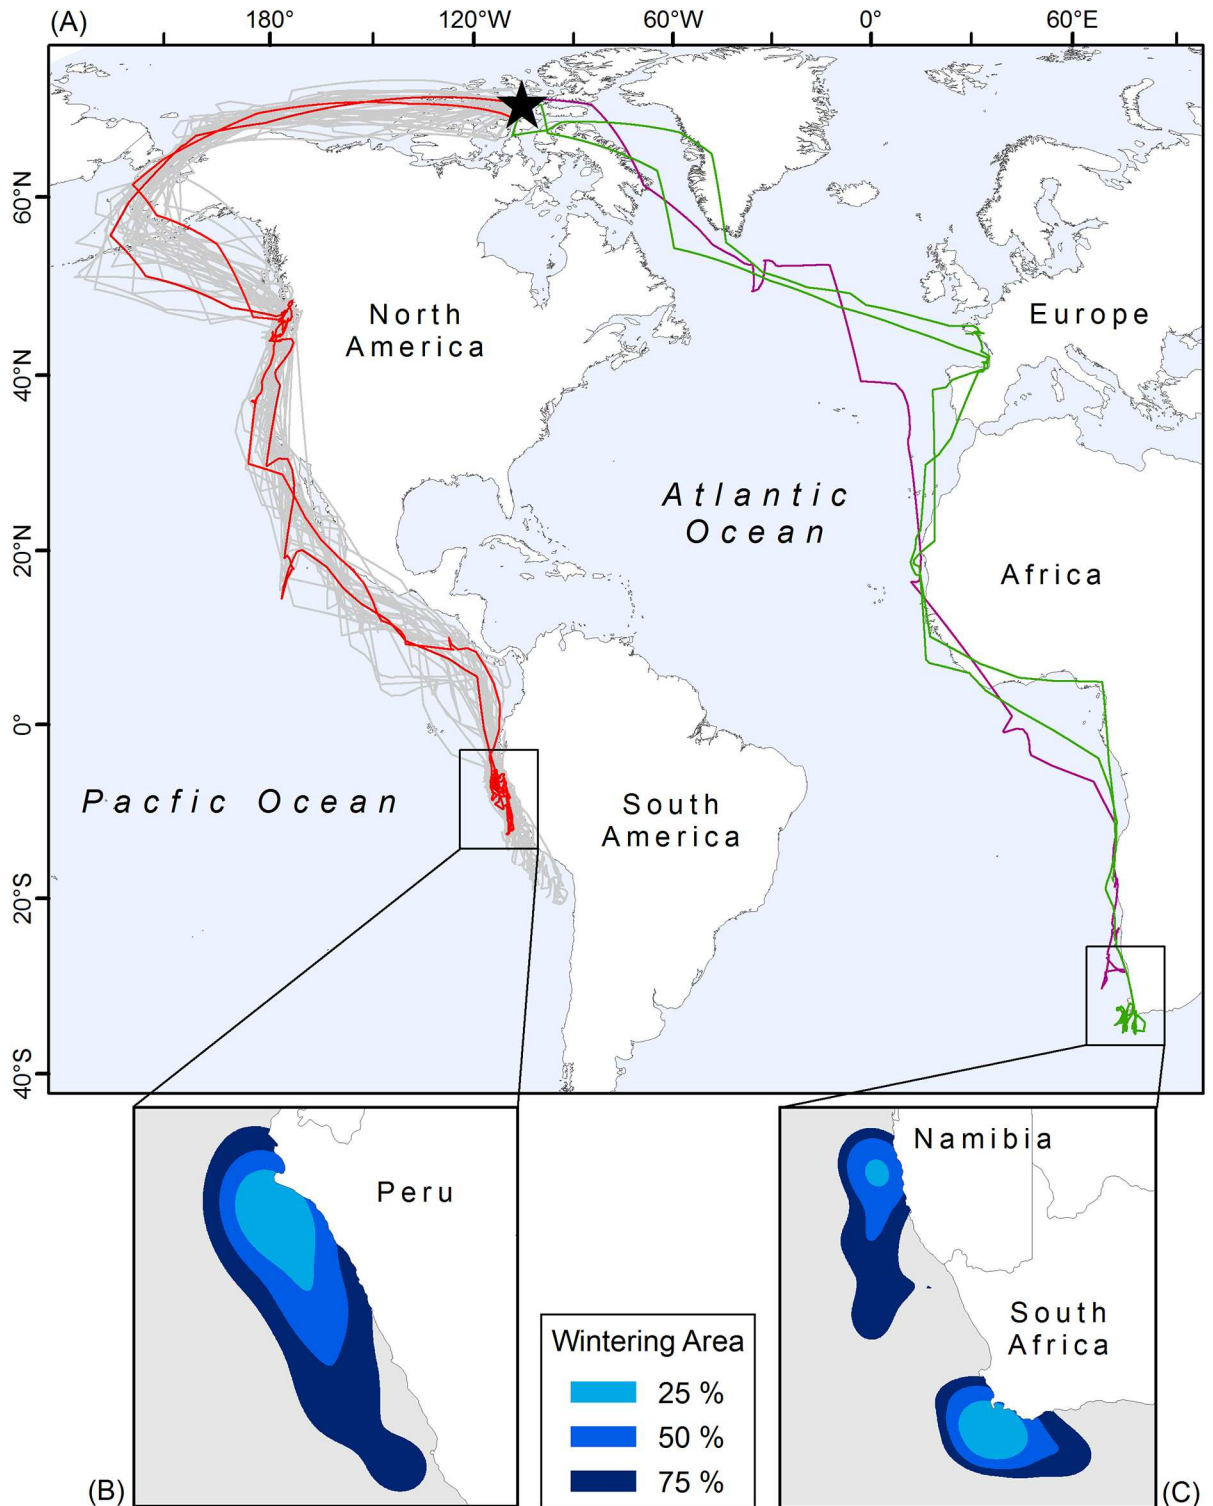 (A)
180° 120°W 60°W 0° 60°E
60°N
40°N
20°N
0°
20°S
40°S
North
America
Europe
Atlantic
Ocean
Africa
Pacfic Ocean
South
America
Peru
(B)
Wintering Area
25 %
50 %
75 %
Namibia
South
Africa
(C)